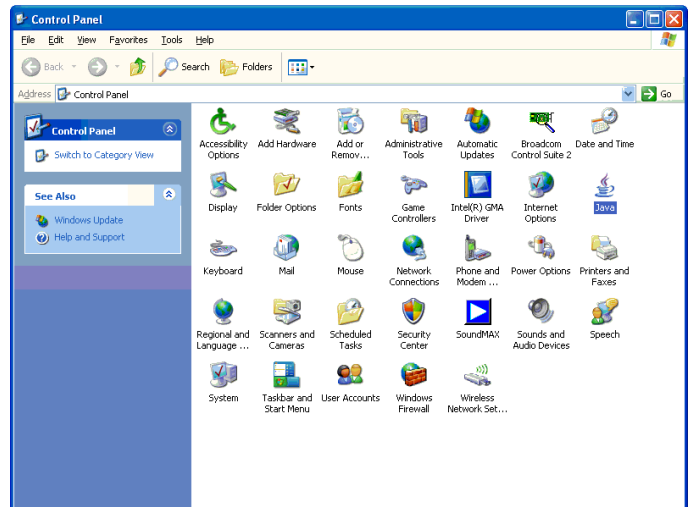 Control Panel
File Edit View Favorites Tools Help
Back Search Folders
Address Control Panel Go
Control Panel
Switch to Category View
See Also
Windows Update
Help and Support
Accessibility Options
Add Hardware
Add or Remov...
Administrative Tools
Automatic Updates
Broadcom Control Suite 2
Date and Time
Display
Folder Options
Fonts
Game Controllers
Intel(R) GMA Driver
Internet Options
Java
Keyboard
Mail
Mouse
Network Connections
Phone and Modem ...
Power Options
Printers and Faxes
Regional and Language ...
Scanners and Cameras
Scheduled Tasks
Security Center
SoundMAX
Sounds and Audio Devices
Speech
System
Taskbar and Start Menu
User Accounts
Windows Firewall
Wireless Network Set...